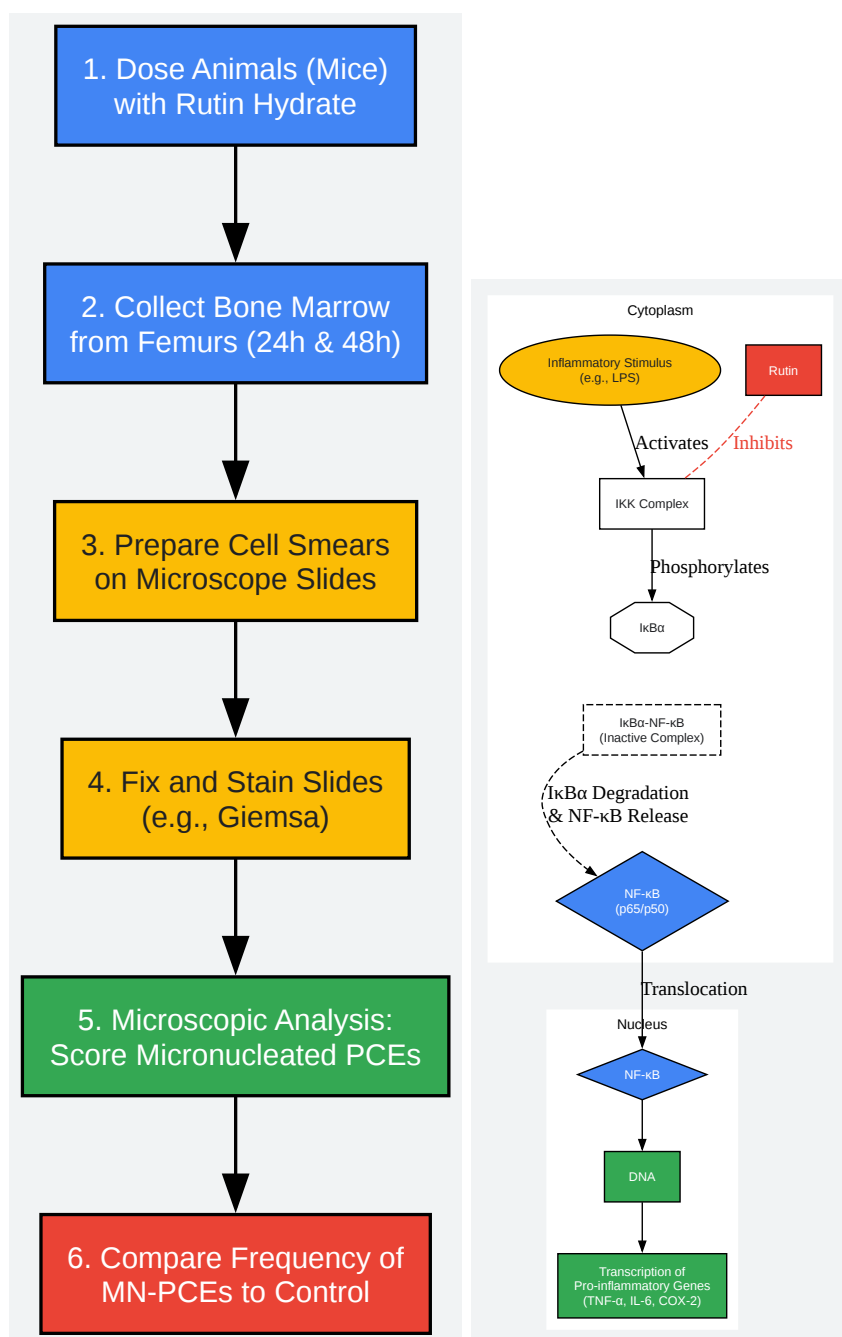 1. Dose Animals (Mice)
with Rutin Hydrate
2. Collect Bone Marrow
from Femurs (24h & 48h)
3. Prepare Cell Smears
on Microscope Slides
4. Fix and Stain Slides
(e.g., Giemsa)
5. Microscopic Analysis:
Score Micronucleated PCEs
6. Compare Frequency of
MN-PCEs to Control
Cytoplasm
Inflammatory Stimulus
(e.g., LPS)
Rutin
Activates
Inhibits
IKK Complex
Phosphorylates
IκBα
IκBα-NF-κB
(Inactive Complex)
IκBα Degradation
& NF-κB Release
NF-κB
(p65/p50)
Translocation
Nucleus
NF-κB
DNA
Transcription of
Pro-inflammatory Genes
(TNF-α, IL-6, COX-2)